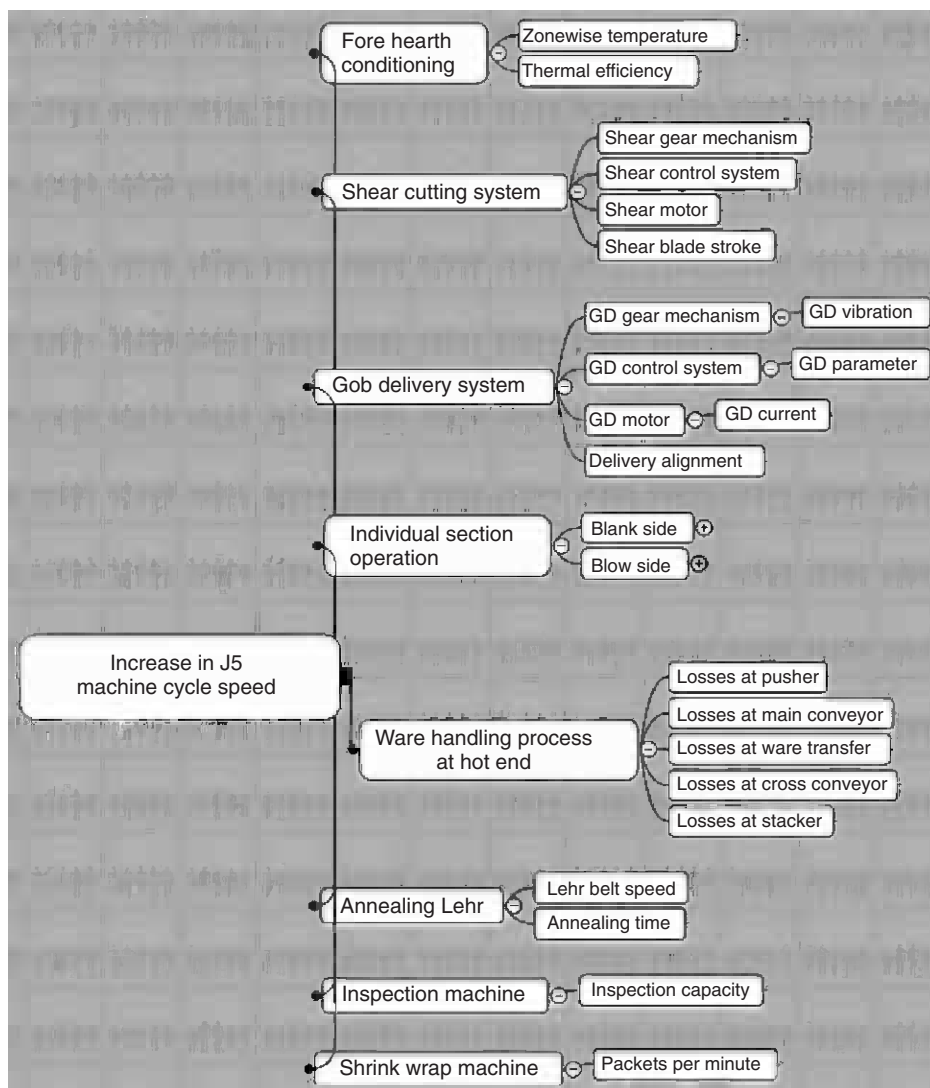 Fore hearth
conditioning
Zonewise temperature
Thermal efficiency
Shear cutting system
Shear gear mechanism
Shear control system
Shear motor
Shear blade stroke
Gob delivery system
GD gear mechanism
GD vibration
GD control system
GD parameter
GD motor
GD current
Delivery alignment
Individual section
operation
Blank side
Blow side
Increase in J5
machine cycle speed
Ware handling process
at hot end
Losses at pusher
Losses at main conveyor
Losses at ware transfer
Losses at cross conveyor
Losses at stacker
Annealing Lehr
Lehr belt speed
Annealing time
Inspection machine
Inspection capacity
Shrink wrap machine
Packets per minute